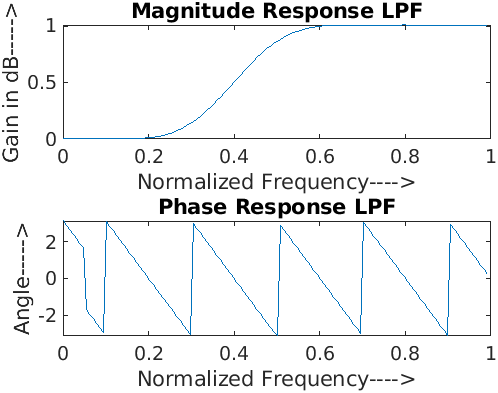 Magnitude Response LPF
Gain in dB----->
1
0.5
0
0 0.2 0.4 0.6 0.8 1
Normalized Frequency---->
Phase Response LPF
Angle----->
2
0
-2
0 0.2 0.4 0.6 0.8 1
Normalized Frequency---->